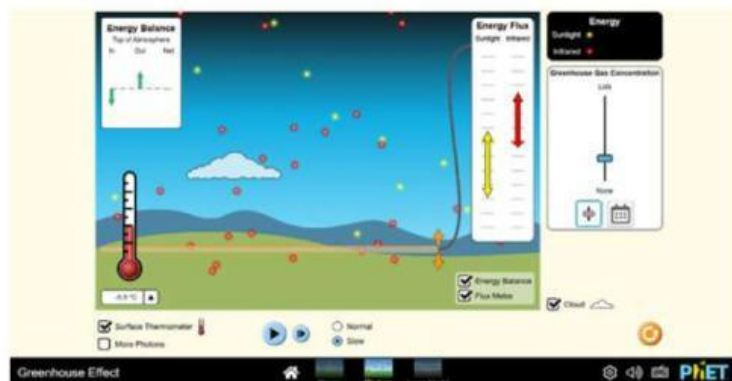 Energy Balance
Top of Atmosphere
In Out Net
Energy Flux
Sunlight Infrared
Energy
Sunlight
Infrared
Greenhouse Gas Concentration
Lots
None
Energy Balance
Flux Meter
Cloud
Surface Thermometer
More Photons
Normal
Slow
Greenhouse Effect
PhET